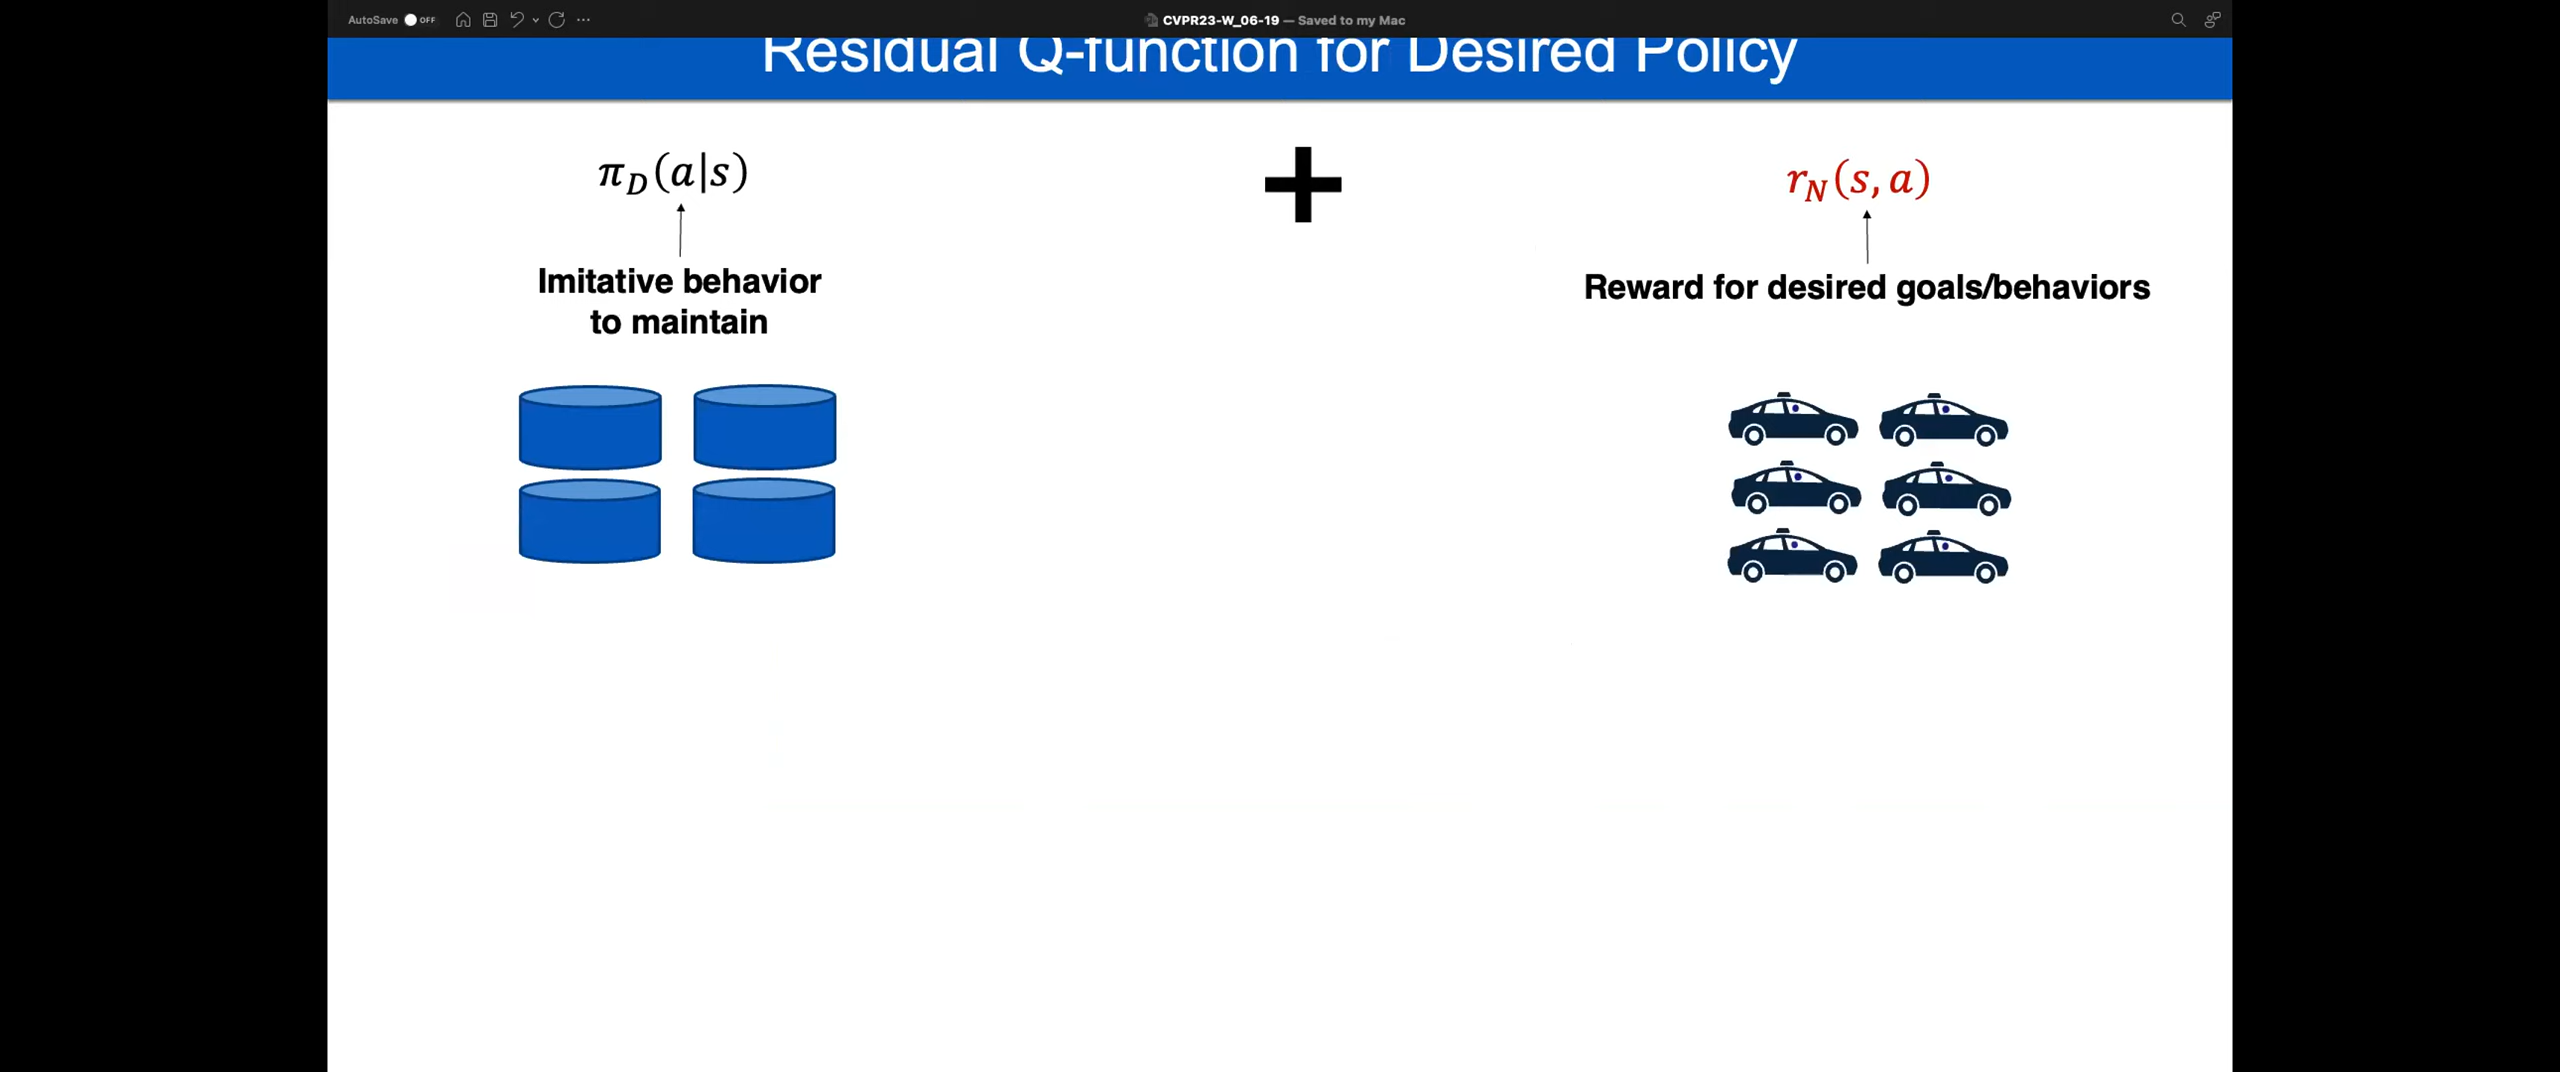 AutoSave OFF
CVPR23-W_06-19 — Saved to my Mac
Residual Q-function for Desired Policy
π_D(a|s)
+
r_N(s, a)
Imitative behavior
to maintain
Reward for desired goals/behaviors